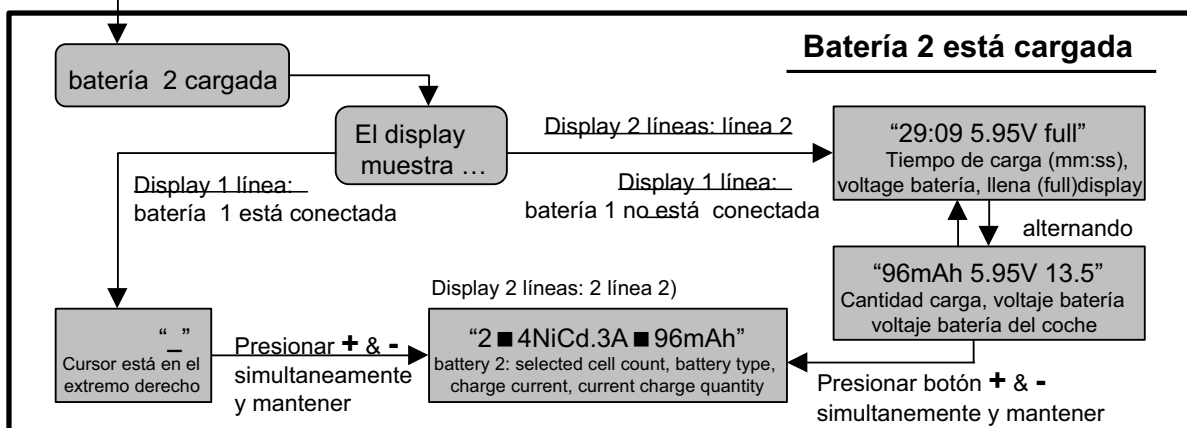 Batería 2 está cargada
batería 2 cargada
El display
muestra …
Display 2 líneas: línea 2
Display 1 línea:
batería 1 está conectada
Display 1 línea:
batería 1 no está conectada
“29:09 5.95V full”
Tiempo de carga (mm:ss),
voltage batería, llena (full)display
alternando
“96mAh 5.95V 13.5”
Cantidad carga, voltaje batería
voltaje batería del coche
Display 2 líneas: 2 línea 2)
“_”
Cursor está en el
extremo derecho
Presionar + & -
simultaneamente
y mantener
“2 ■ 4NiCd.3A ■ 96mAh”
battery 2: selected cell count, battery type,
charge current, current charge quantity
Presionar botón + & -
simultanemente y mantener